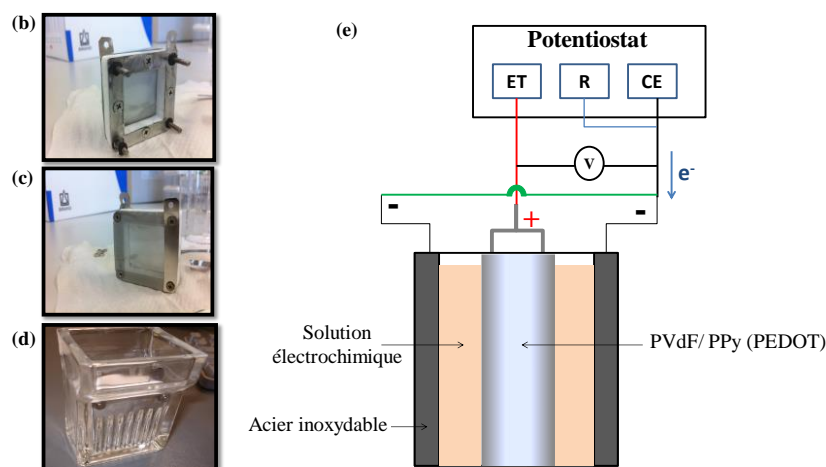 (b)
(c)
(d)
(e)
Potentiostat
ET
R
CE
V
e-
-
-
+
Solution
électrochimique
PVdF/ PPy (PEDOT)
Acier inoxydable